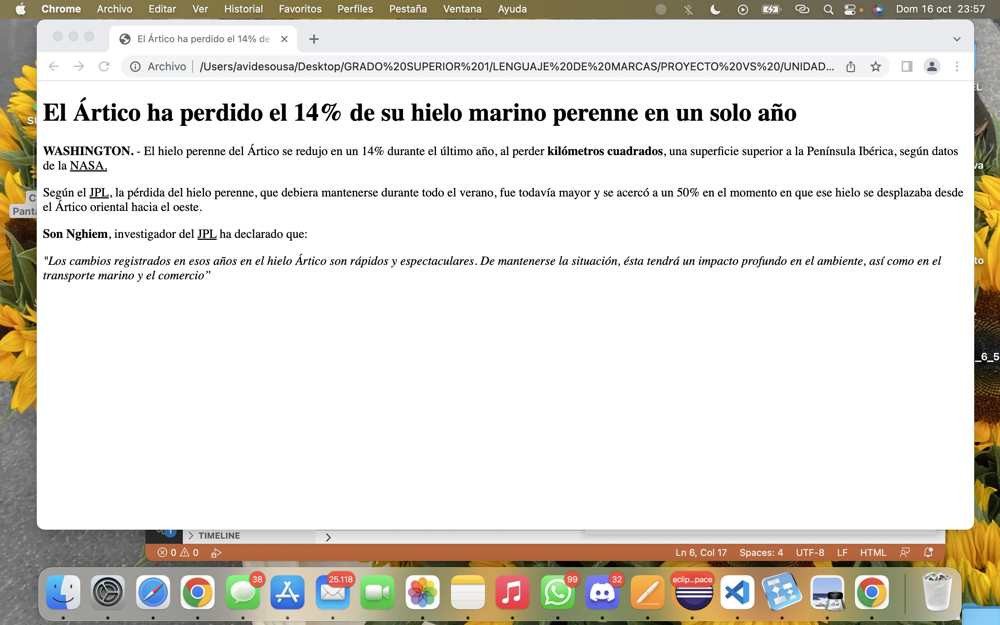 Chrome Archivo Editar Ver Historial Favoritos Perfiles Pestaña Ventana Ayuda Dom 16 oct 23:57
El Ártico ha perdido el 14% de
Archivo /Users/avidesousa/Desktop/GRADO%20SUPERIOR%201/LENGUAJE%20DE%20MARCAS/PROYECTO%20VS%20/UNIDAD...
El Ártico ha perdido el 14% de su hielo marino perenne en un solo año
WASHINGTON. - El hielo perenne del Ártico se redujo en un 14% durante el último año, al perder kilómetros cuadrados, una superficie superior a la Península Ibérica, según datos
de la NASA.
Según el JPL, la pérdida del hielo perenne, que debiera mantenerse durante todo el verano, fue todavía mayor y se acercó a un 50% en el momento en que ese hielo se desplazaba desde
el Ártico oriental hacia el oeste.
Son Nghiem, investigador del JPL ha declarado que:
"Los cambios registrados en esos años en el hielo Ártico son rápidos y espectaculares. De mantenerse la situación, ésta tendrá un impacto profundo en el ambiente, así como en el
transporte marino y el comercio”
EL
va
to
_6_5
Panta
TIMELINE
0 0 Ln 6, Col 17 Spaces: 4 UTF-8 LF HTML
38 25.118 99 32 eclip...pace